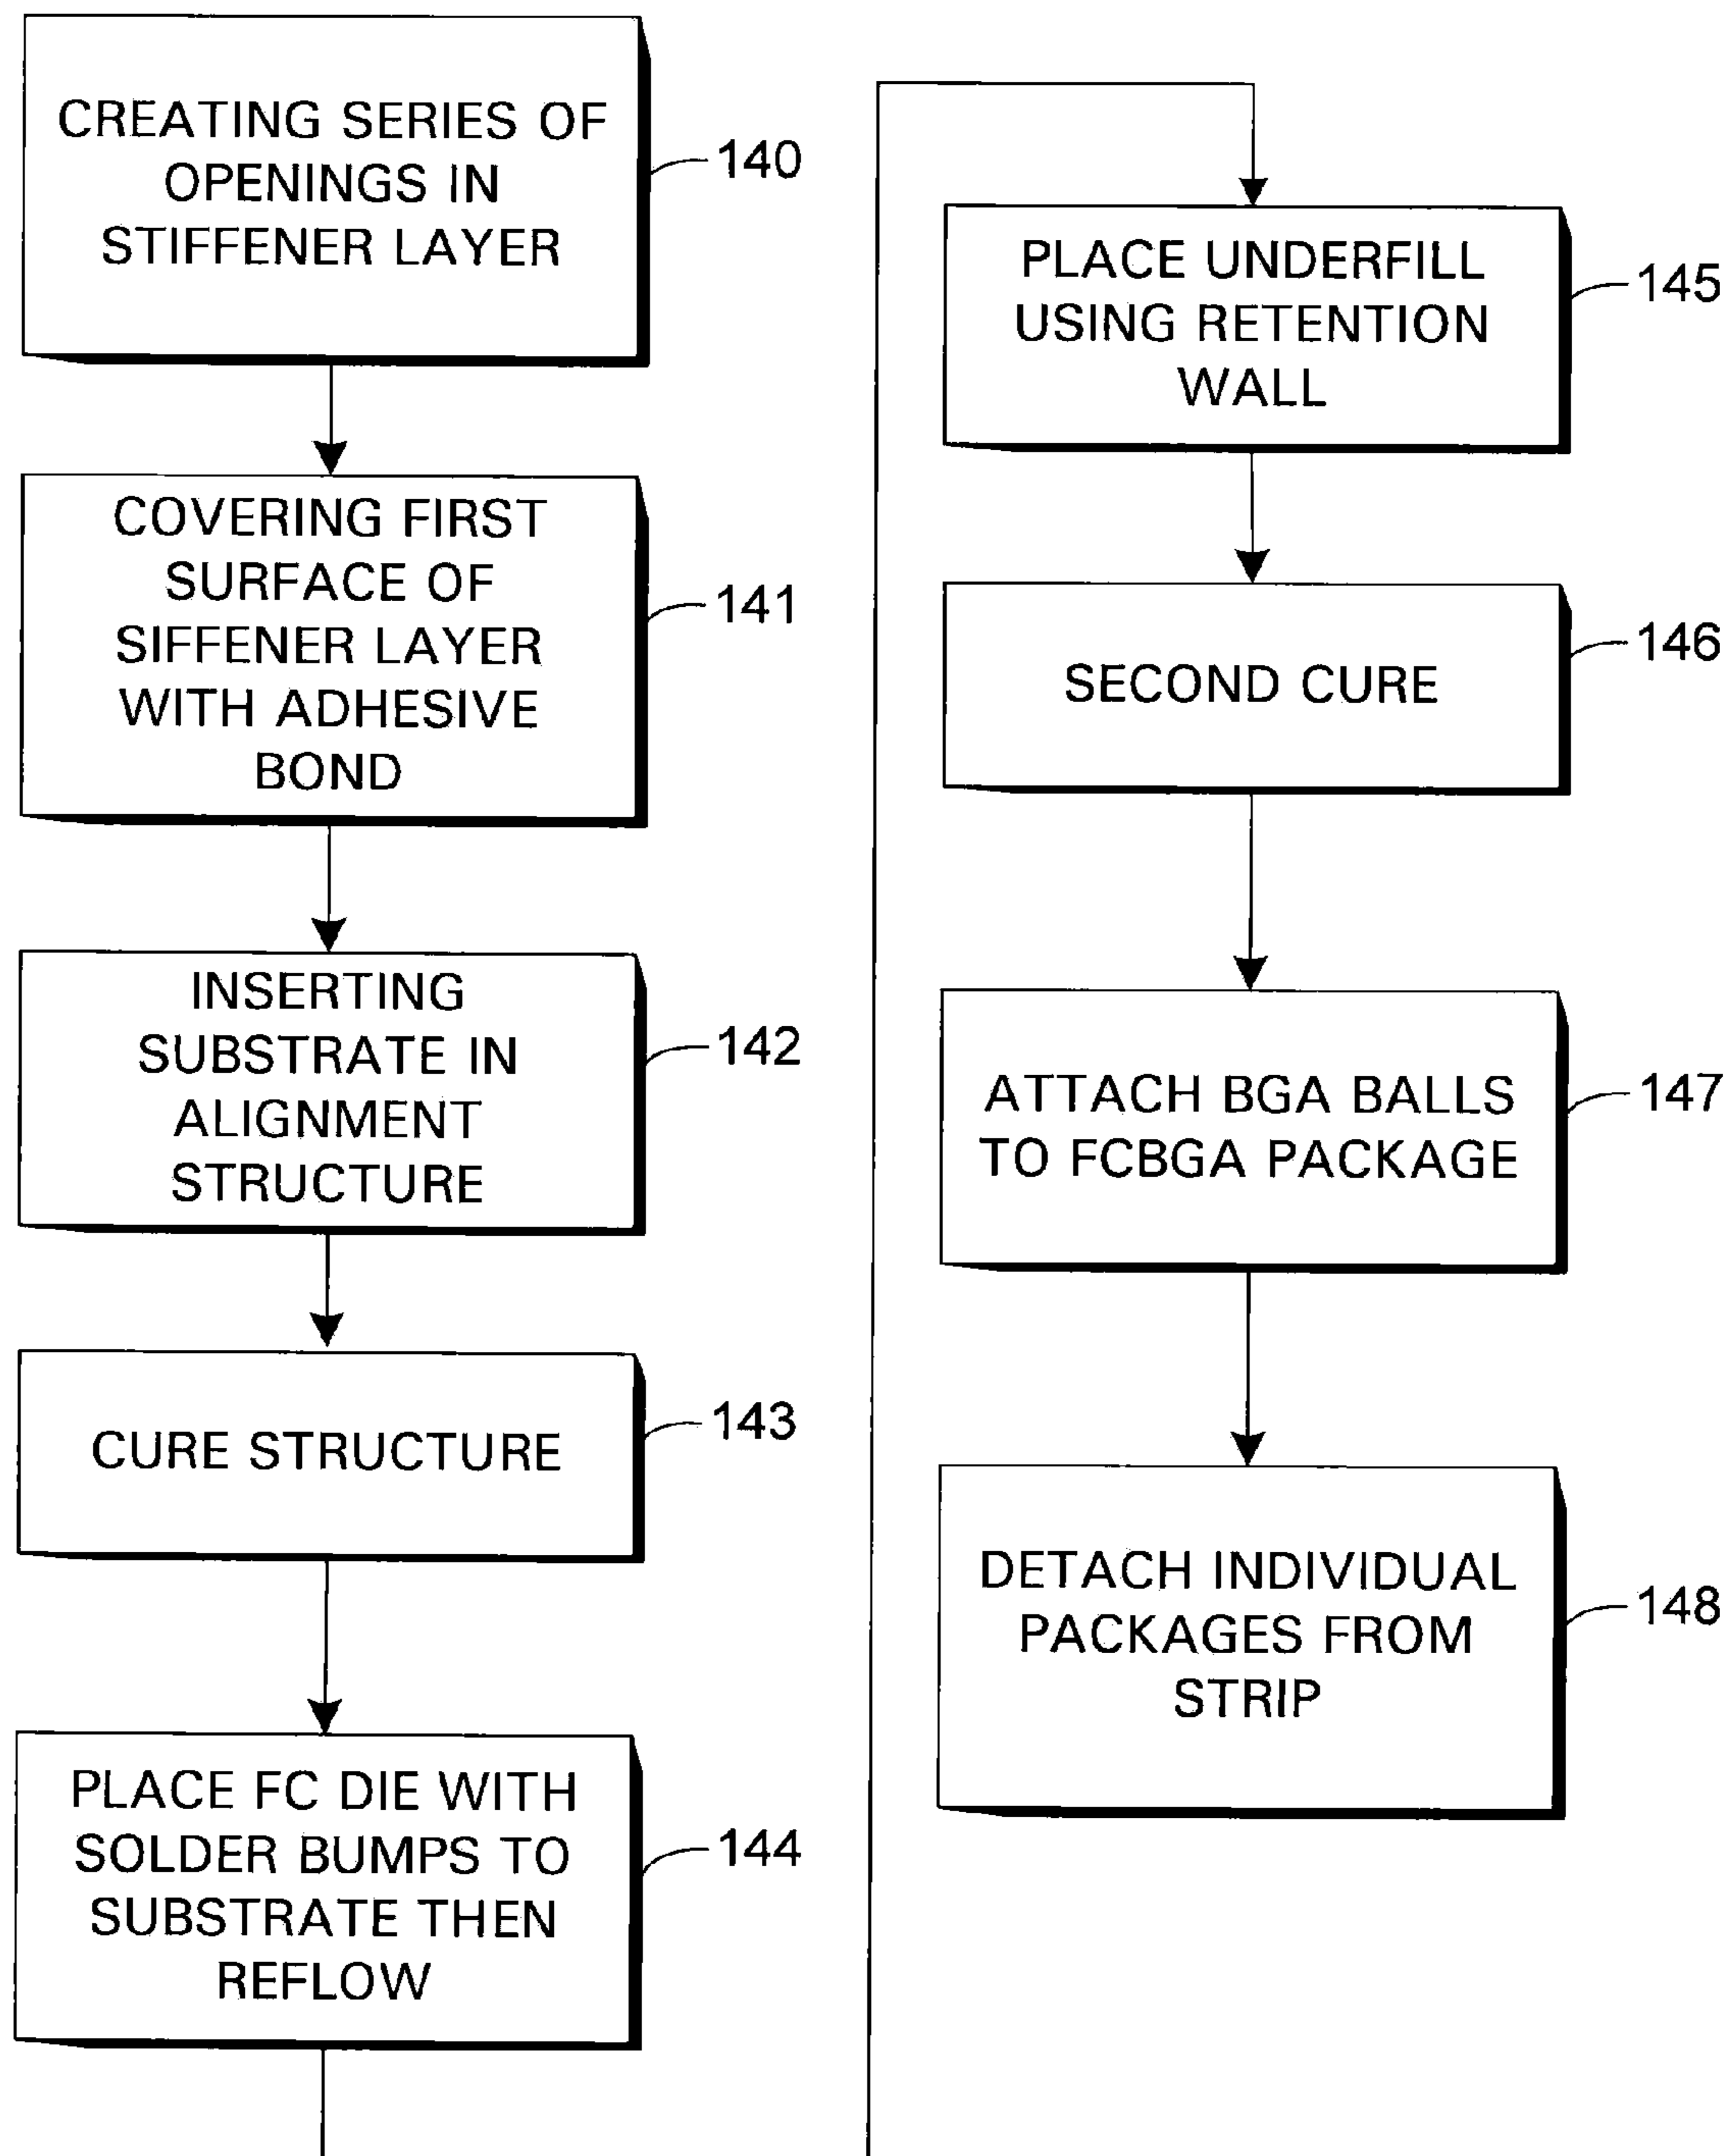 CREATING SERIES OF
OPENINGS IN
STIFFENER LAYER
140
COVERING FIRST
SURFACE OF
SIFFENER LAYER
WITH ADHESIVE
BOND
141
INSERTING
SUBSTRATE IN
ALIGNMENT
STRUCTURE
142
CURE STRUCTURE
143
PLACE FC DIE WITH
SOLDER BUMPS TO
SUBSTRATE THEN
REFLOW
144
PLACE UNDERFILL
USING RETENTION
WALL
145
SECOND CURE
146
ATTACH BGA BALLS
TO FCBGA PACKAGE
147
DETACH INDIVIDUAL
PACKAGES FROM
STRIP
148